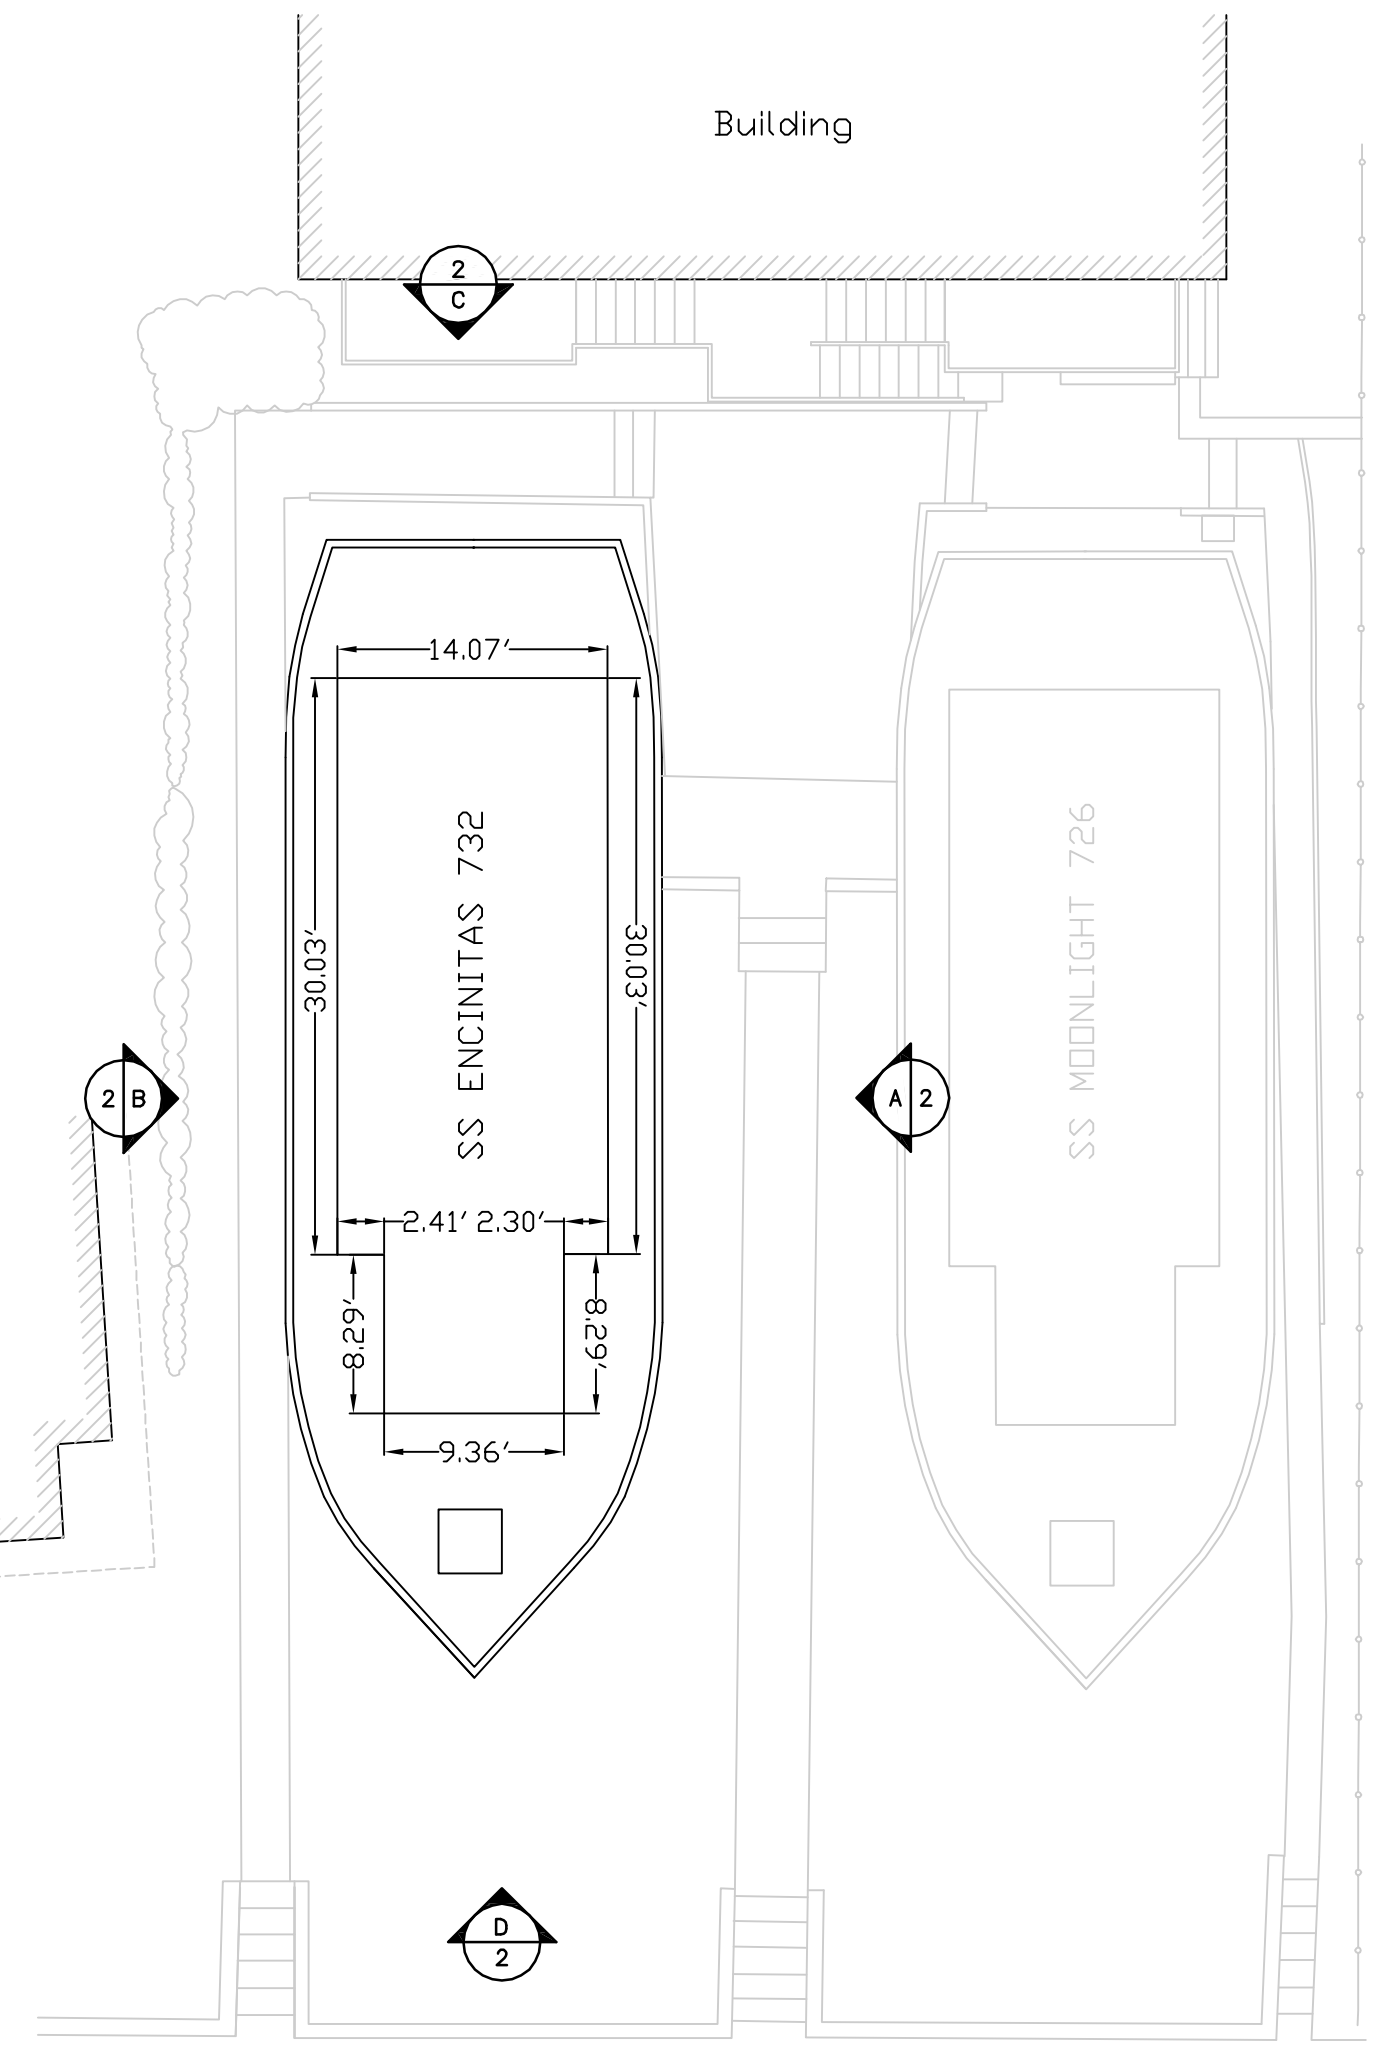 Building
2
C
14.07'
SS ENCINITAS 732
SS MOONLIGHT 726
30.03'
30.03'
2 B
A 2
2.41' 2.30'
8.29'
8.29'
9.36'
D
2